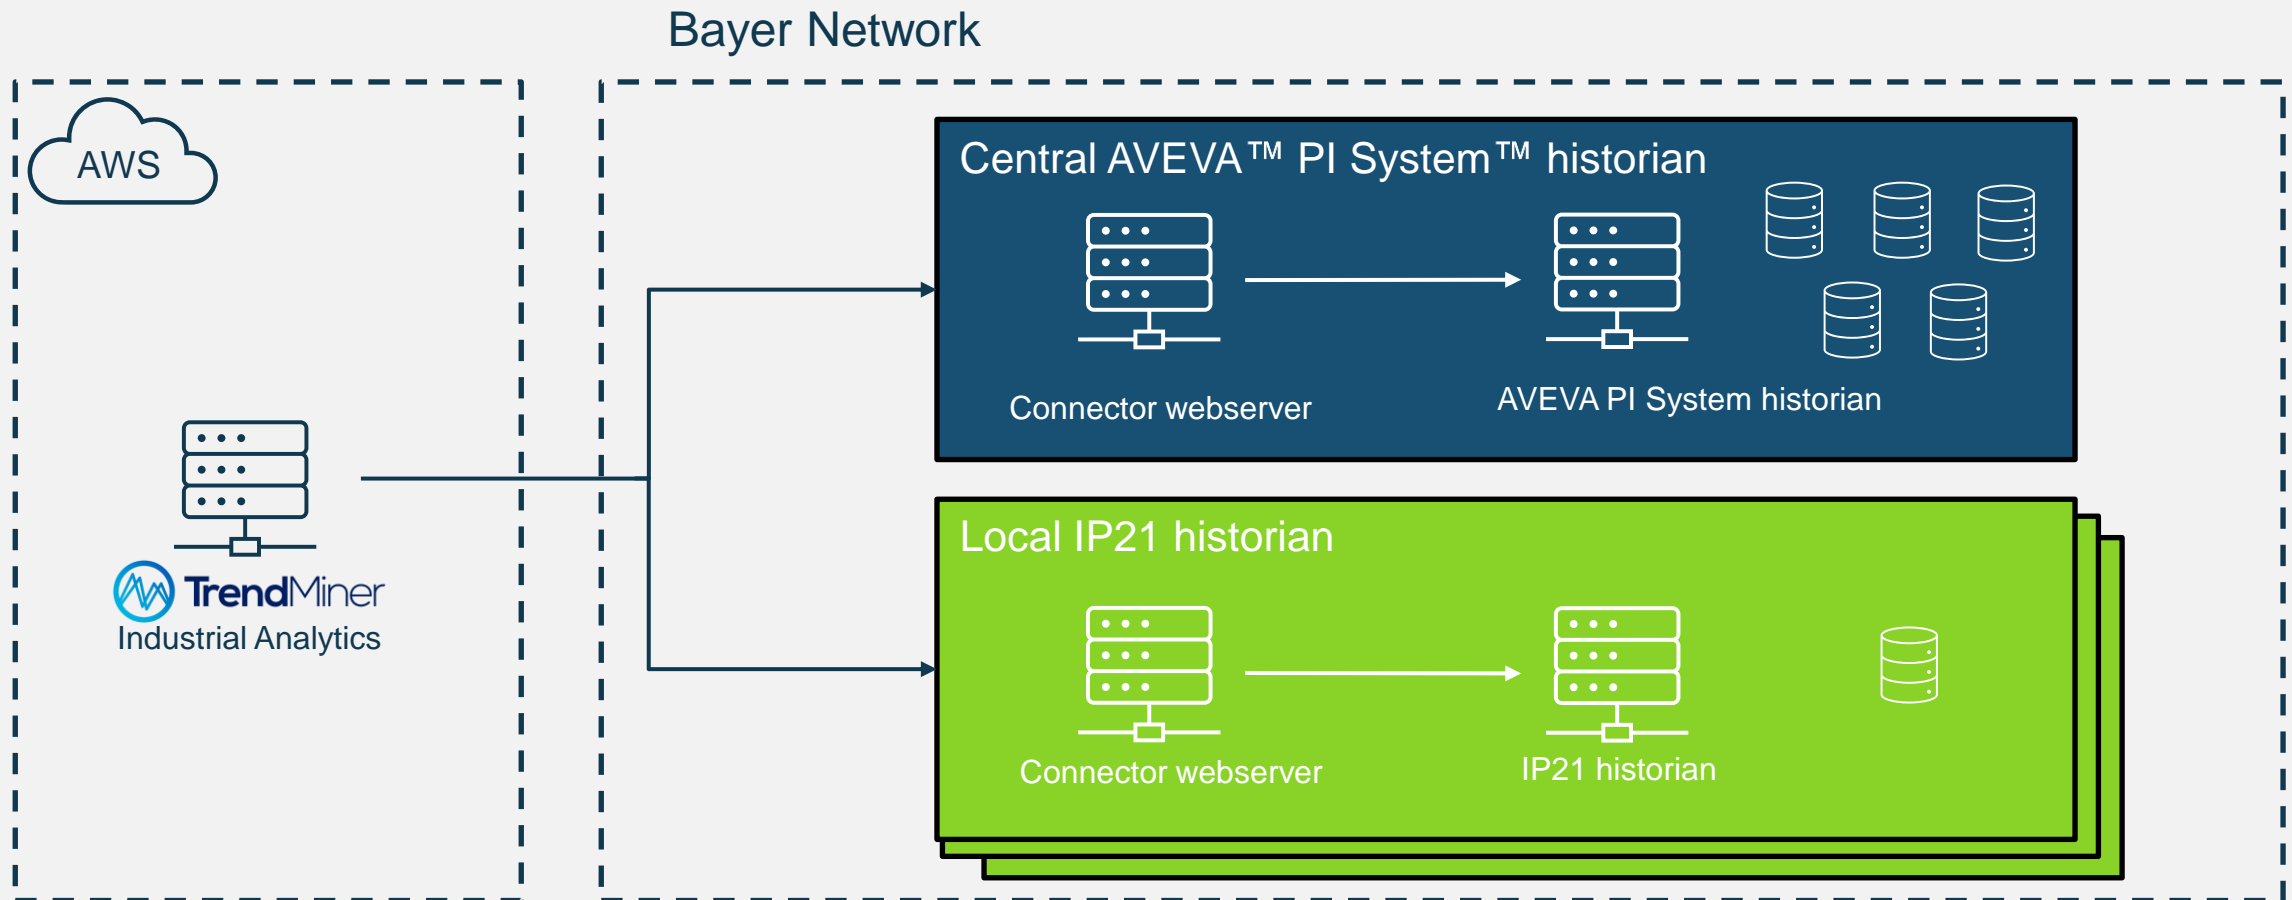 Bayer Network
AWS
TrendMiner
Industrial Analytics
Central AVEVA™ PI System™ historian
Connector webserver
AVEVA PI System historian
Local IP21 historian
Connector webserver
IP21 historian